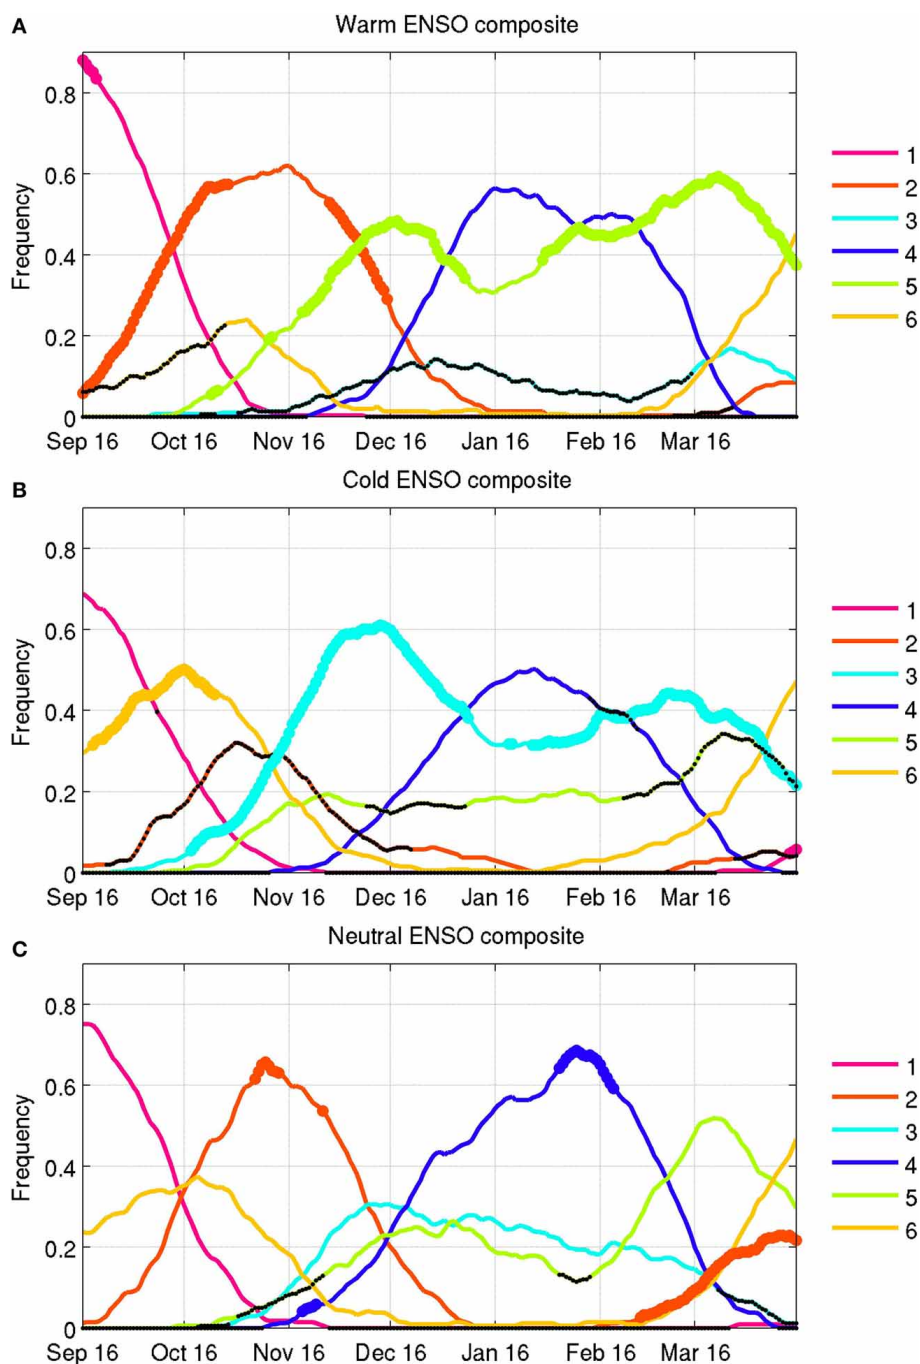 A
Warm ENSO composite
Frequency
0.8
0.6
0.4
0.2
0
Sep 16 Oct 16 Nov 16 Dec 16 Jan 16 Feb 16 Mar 16
1
2
3
4
5
6
B
Cold ENSO composite
Frequency
0.8
0.6
0.4
0.2
0
Sep 16 Oct 16 Nov 16 Dec 16 Jan 16 Feb 16 Mar 16
1
2
3
4
5
6
C
Neutral ENSO composite
Frequency
0.8
0.6
0.4
0.2
0
Sep 16 Oct 16 Nov 16 Dec 16 Jan 16 Feb 16 Mar 16
1
2
3
4
5
6